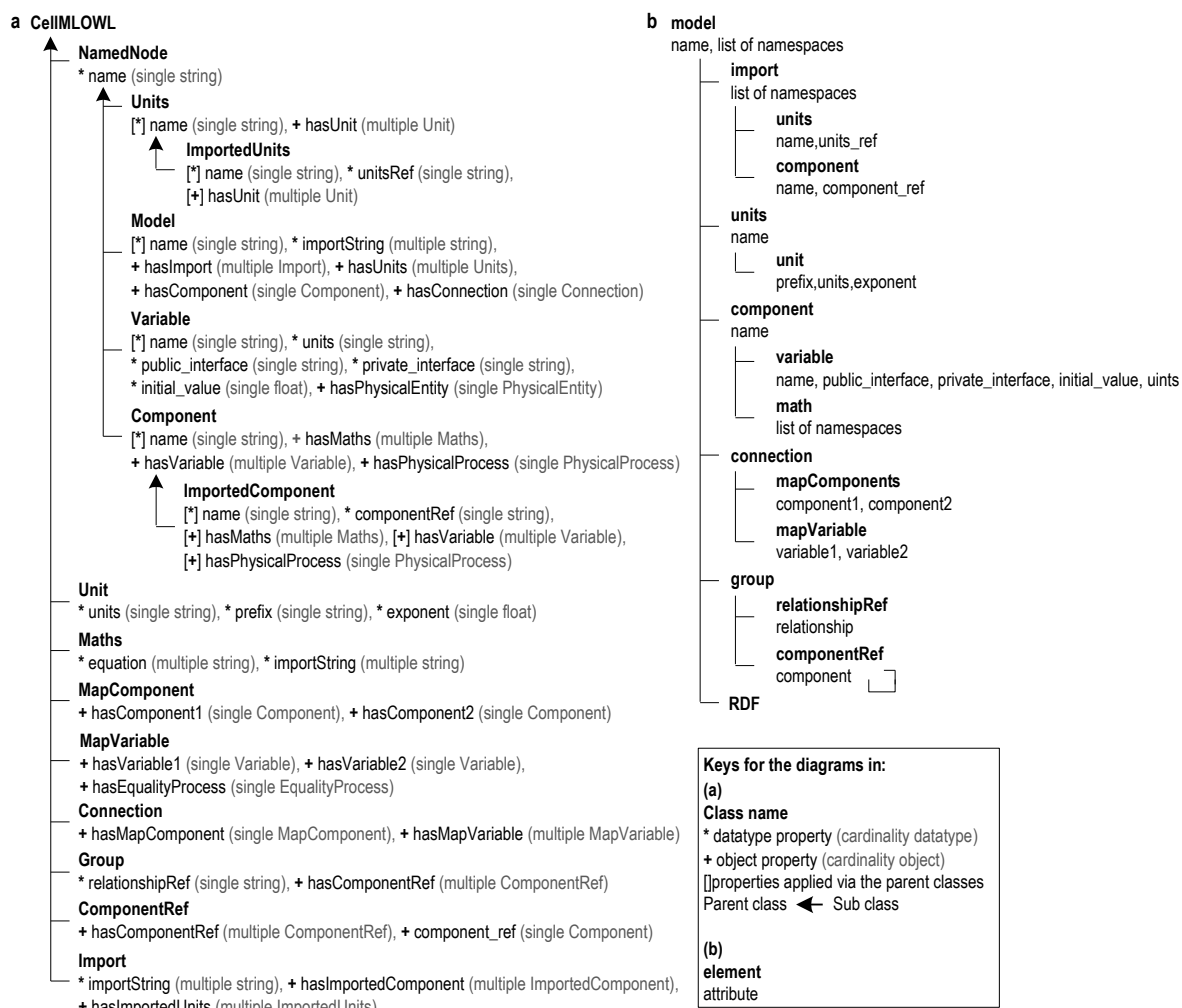 a CellMLOWL
NamedNode
* name (single string)
Units
[*] name (single string), + hasUnit (multiple Unit)
ImportedUnits
[*] name (single string), * unitsRef (single string),
[+] hasUnit (multiple Unit)
Model
[*] name (single string), * importString (multiple string),
+ hasImport (multiple Import), + hasUnits (multiple Units),
+ hasComponent (single Component), + hasConnection (single Connection)
Variable
[*] name (single string), * units (single string),
* public_interface (single string), * private_interface (single string),
* initial_value (single float), + hasPhysicalEntity (single PhysicalEntity)
Component
[*] name (single string), + hasMaths (multiple Maths),
+ hasVariable (multiple Variable), + hasPhysicalProcess (single PhysicalProcess)
ImportedComponent
[*] name (single string), * componentRef (single string),
[+] hasMaths (multiple Maths), [+] hasVariable (multiple Variable),
[+] hasPhysicalProcess (single PhysicalProcess)
Unit
* units (single string), * prefix (single string), * exponent (single float)
Maths
* equation (multiple string), * importString (multiple string)
MapComponent
+ hasComponent1 (single Component), + hasComponent2 (single Component)
MapVariable
+ hasVariable1 (single Variable), + hasVariable2 (single Variable),
+ hasEqualityProcess (single EqualityProcess)
Connection
+ hasMapComponent (single MapComponent), + hasMapVariable (multiple MapVariable)
Group
* relationshipRef (single string), + hasComponentRef (multiple ComponentRef)
ComponentRef
+ hasComponentRef (multiple ComponentRef), + component_ref (single Component)
Import
* importString (multiple string), + hasImportedComponent (multiple ImportedComponent),
+ hasImportedUnits (multiple ImportedUnits)
b model
name, list of namespaces
import
list of namespaces
units
name,units_ref
component
name, component_ref
units
name
unit
prefix,units,exponent
component
name
variable
name, public_interface, private_interface, initial_value, uints
math
list of namespaces
connection
mapComponents
component1, component2
mapVariable
variable1, variable2
group
relationshipRef
relationship
componentRef
component
RDF
Keys for the diagrams in:
(a)
Class name
* datatype property (cardinality datatype)
+ object property (cardinality object)
[]properties applied via the parent classes
Parent class Sub class
(b)
element
attribute